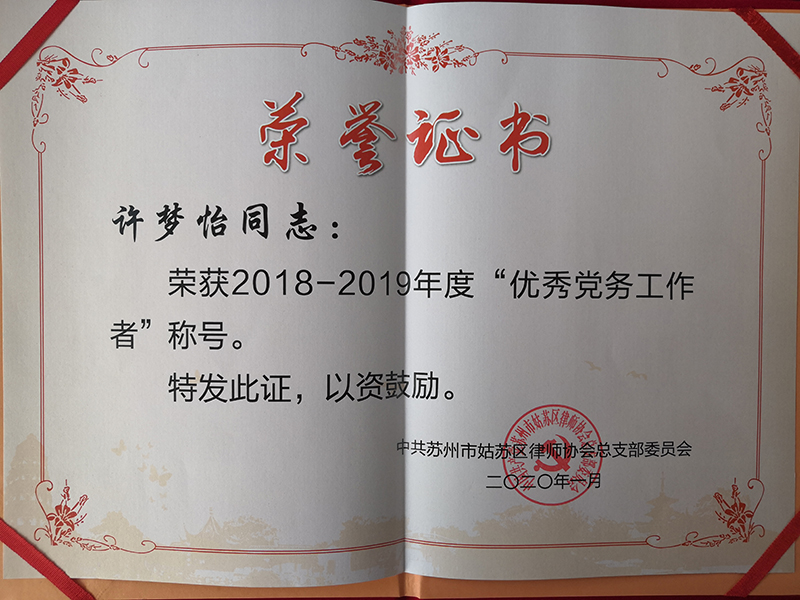 荣誉证书
许梦怡同志：
荣获2018-2019年度“优秀党务工作
者”称号。
特发此证，以资鼓励。
中共苏州市姑苏区律师协会总支部委员会
二〇二〇年一月